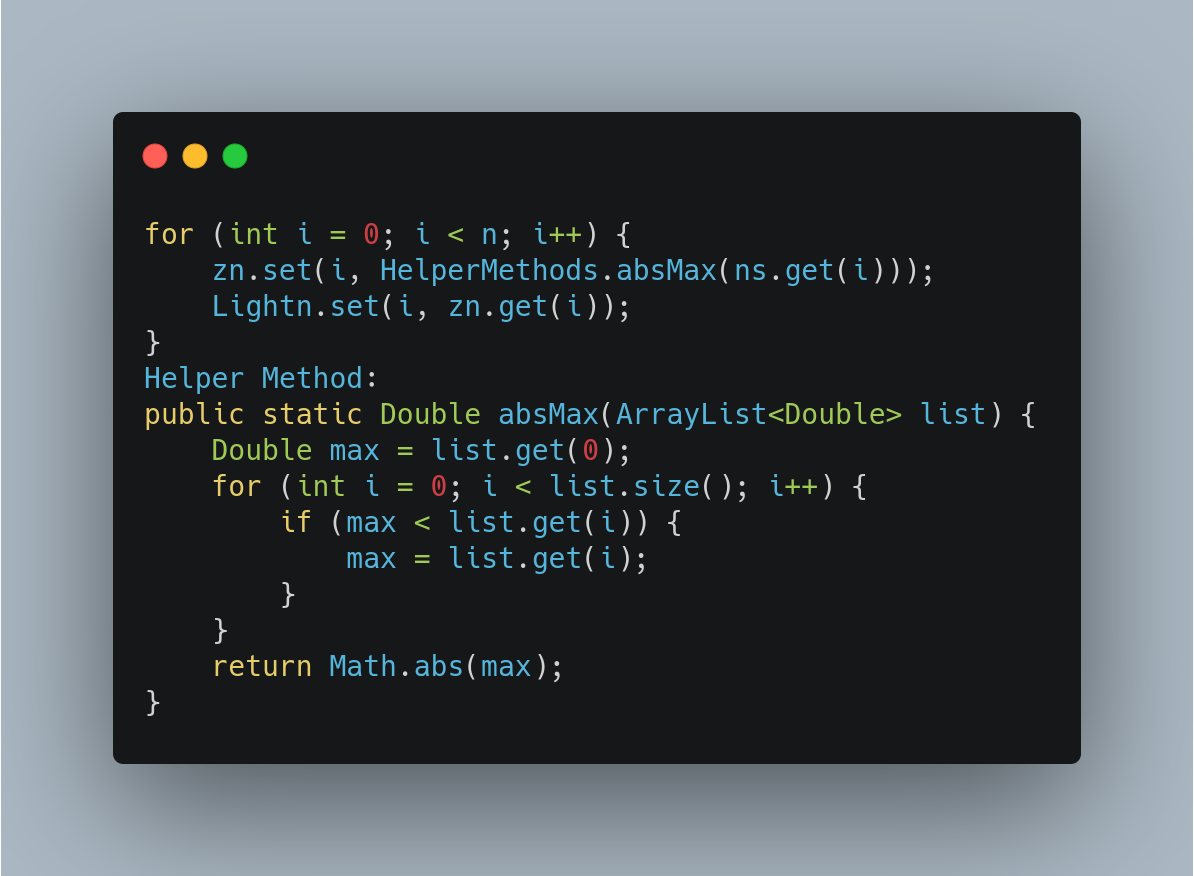 for (int i = 0; i < n; i++) {
    zn.set(i, HelperMethods.absMax(ns.get(i)));
    Lightn.set(i, zn.get(i));
}
Helper Method:
public static Double absMax(ArrayList<Double> list) {
    Double max = list.get(0);
    for (int i = 0; i < list.size(); i++) {
        if (max < list.get(i)) {
            max = list.get(i);
        }
    }
    return Math.abs(max);
}